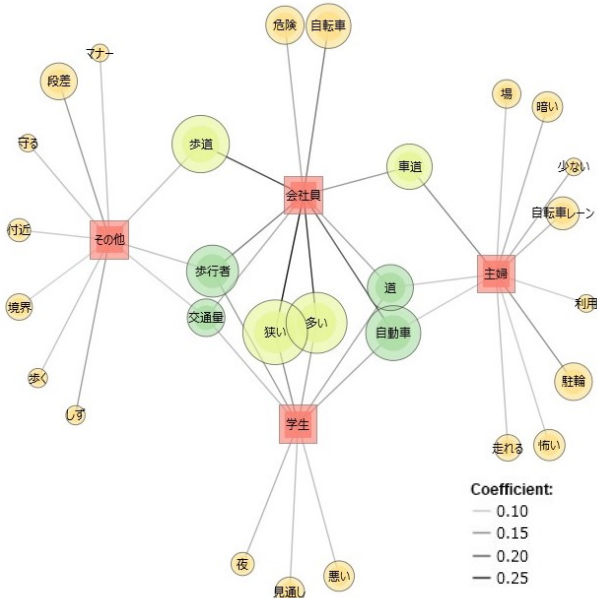 危険
自転車
マナー
段差
場
暗い
守る
歩道
車道
少ない
会社員
自転車レーン
付近
その他
歩行者
主婦
道
境界
交通量
狭い
多い
自動車
利用
歩く
駐輪
しず
学生
走れる
怖い
夜
見通し
悪い
Coefficient:
0.10
0.15
0.20
0.25